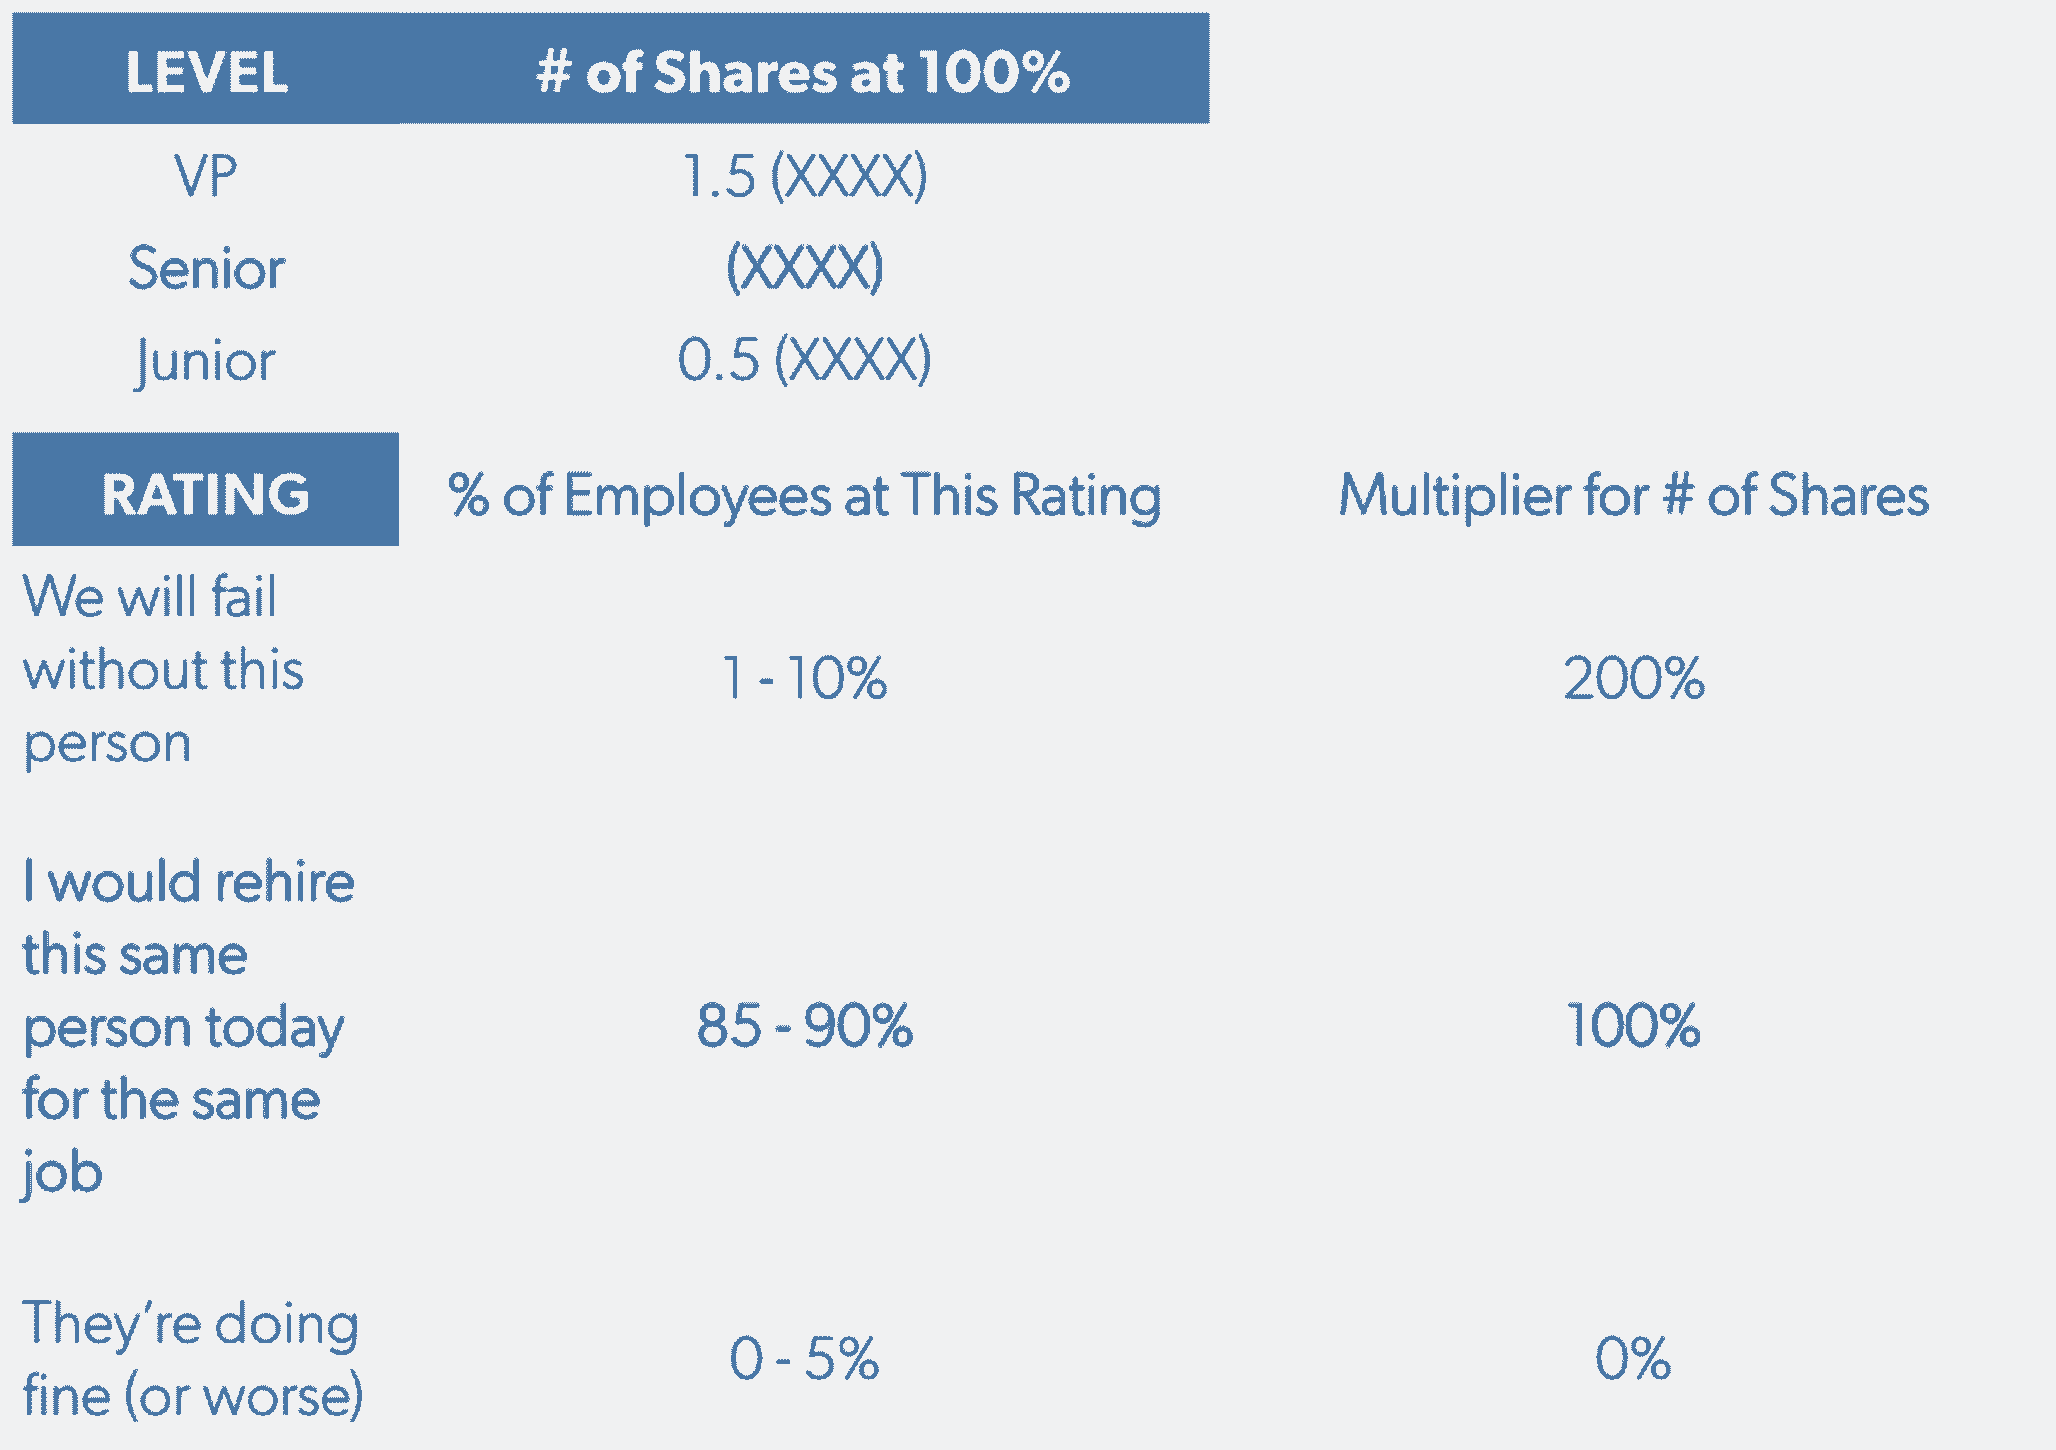 LEVEL # of Shares at 100%
VP 1.5 (XXXX)
Senior (XXXX)
Junior 0.5 (XXXX)
RATING % of Employees at This Rating Multiplier for # of Shares
We will fail
without this
person
1 - 10% 200%
I would rehire
this same
person today
for the same
job
85 - 90% 100%
They’re doing
fine (or worse)
0 - 5% 0%